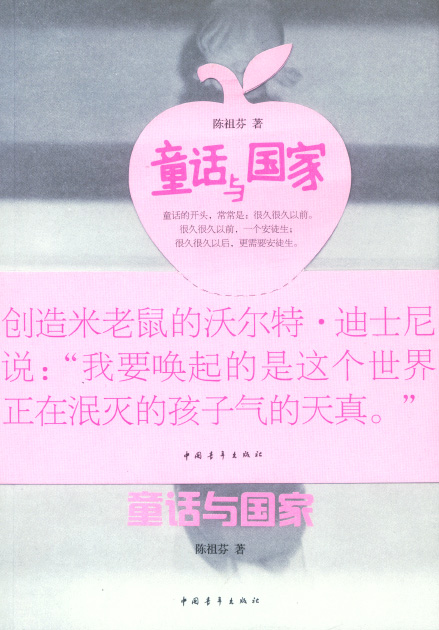 陈祖芬 著
童话与国家
童话的开头，常常是：很久很久以前。
很久很久以前，一个安徒生；
很久很久以后，更需要安徒生。
创造米老鼠的沃尔特·迪士尼
说：“我要唤起的是这个世界
正在泯灭的孩子气的天真。”
中国青年出版社
童话与国家
陈祖芬 著
中国青年出版社